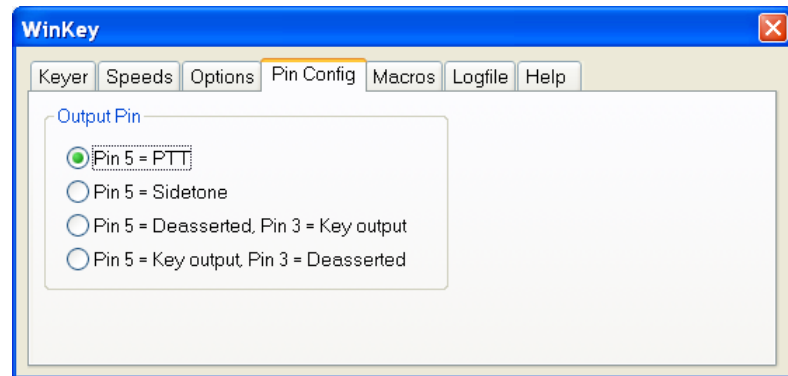 WinKey
Keyer Speeds Options Pin Config Macros Logfile Help
Output Pin
Pin 5 = PTT
Pin 5 = Sidetone
Pin 5 = Deasserted, Pin 3 = Key output
Pin 5 = Key output, Pin 3 = Deasserted